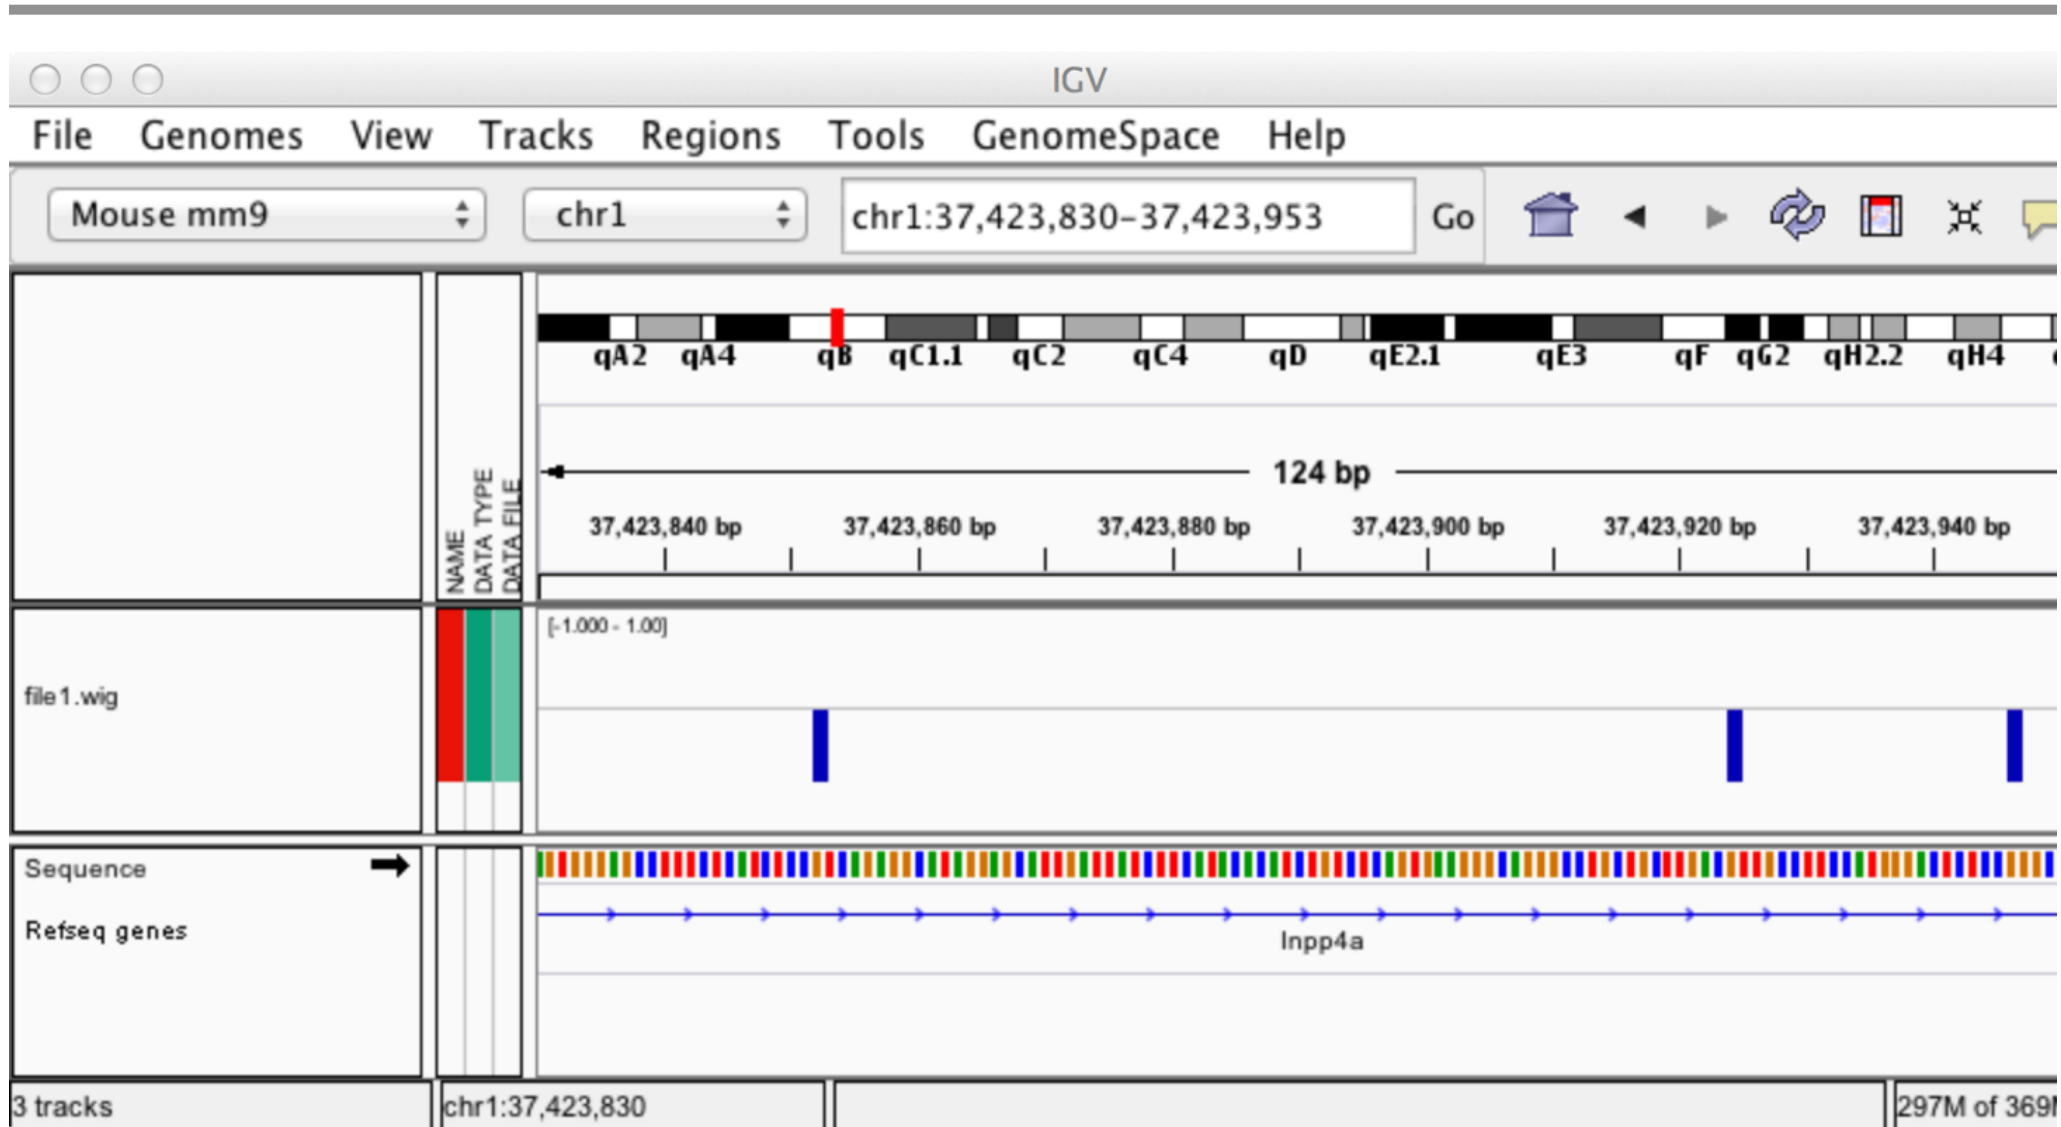 IGV
File Genomes View Tracks Regions Tools GenomeSpace Help
Mouse mm9 chr1 chr1:37,423,830-37,423,953 Go
qA2 qA4 qB qC1.1 qC2 qC4 qD qE2.1 qE3 qF qG2 qH2.2 qH4
124 bp
NAME
DATA TYPE
DATA FILE
37,423,840 bp 37,423,860 bp 37,423,880 bp 37,423,900 bp 37,423,920 bp 37,423,940 bp
[-1.000 - 1.00]
file1.wig
Sequence
Refseq genes
Inpp4a
3 tracks chr1:37,423,830 297M of 369M